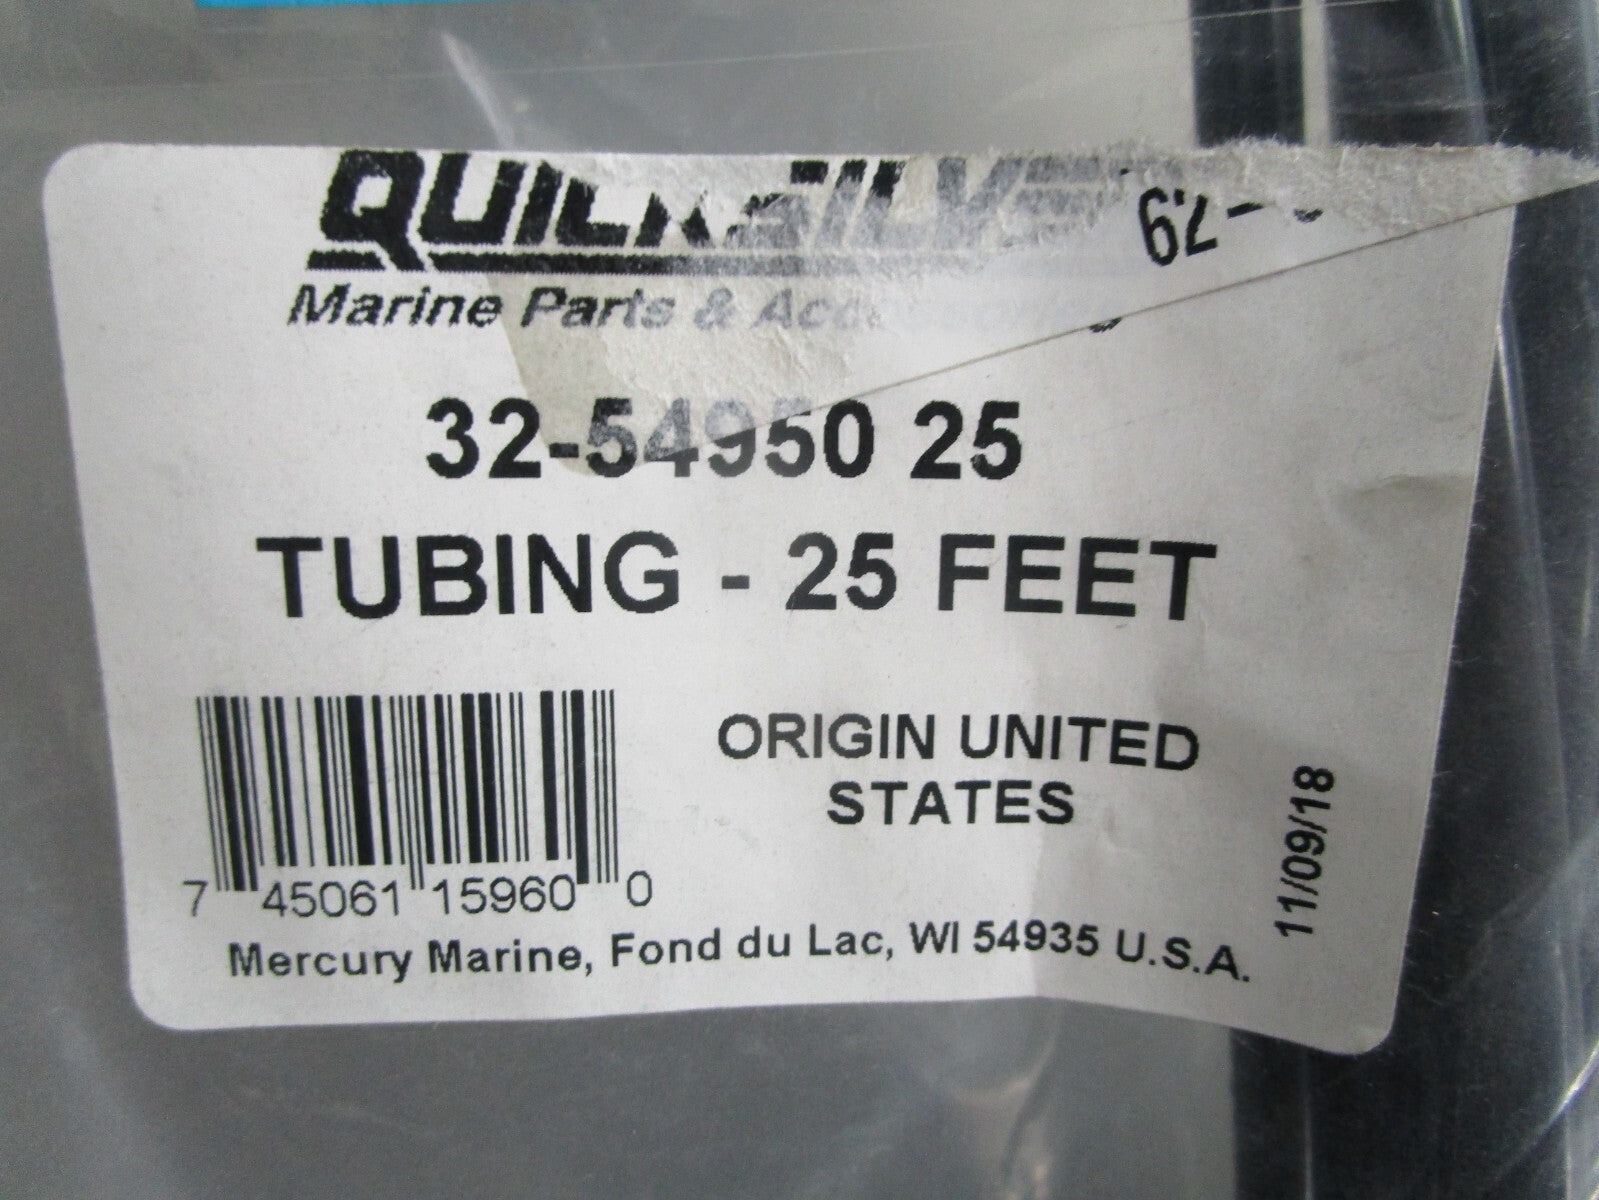 QUICKSILVER
Marine Parts &
32-54950 25
TUBING - 25 FEET
7 45061 15960 0
ORIGIN UNITED
STATES
11/09/18
Mercury Marine, Fond du Lac, WI 54935 U.S.A.